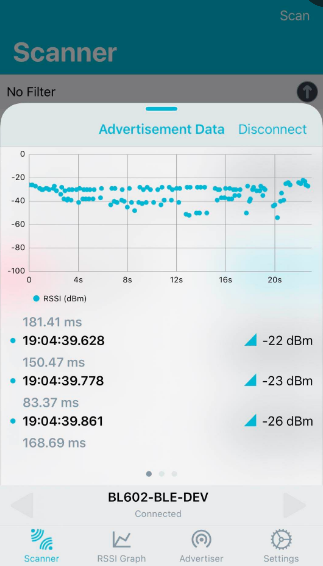 Scan
Scanner
No Filter
Advertisement Data Disconnect
0
-20
-40
-60
-80
-100
0 4s 8s 12s 16s 20s
RSSI (dBm)
181.41 ms
19:04:39.628 -22 dBm
150.47 ms
19:04:39.778 -23 dBm
83.37 ms
19:04:39.861 -26 dBm
168.69 ms
BL602-BLE-DEV
Connected
Scanner RSSI Graph Advertiser Settings